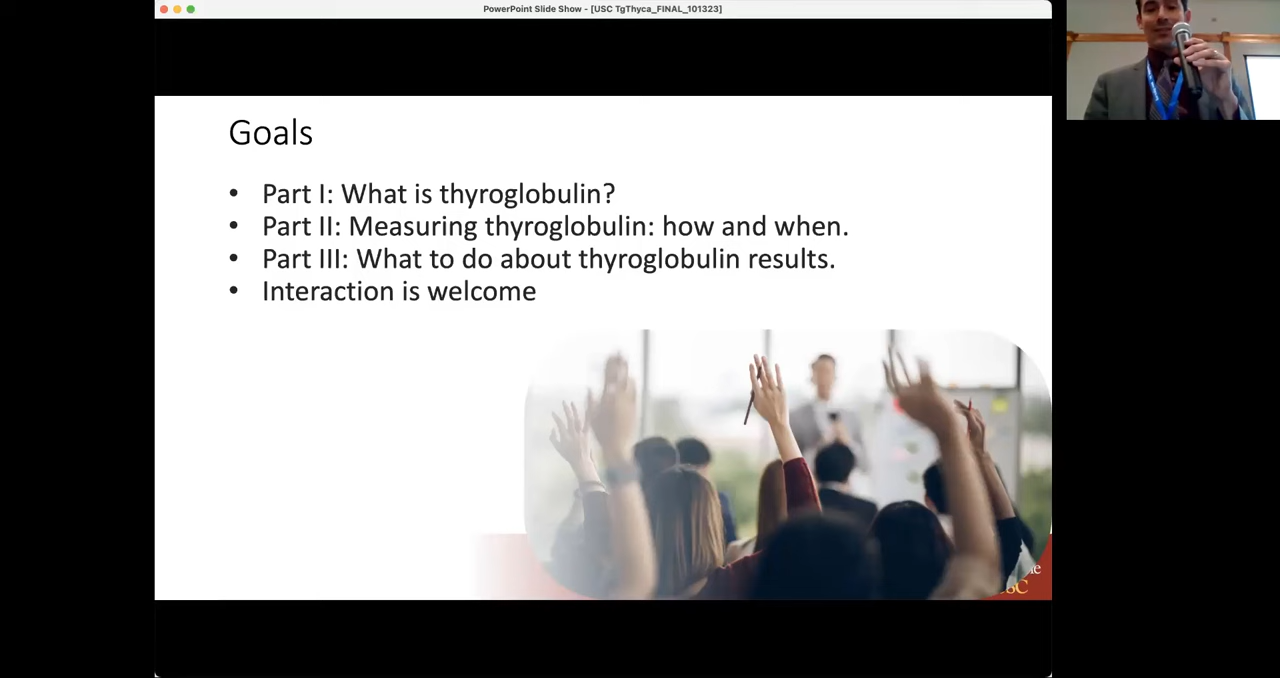 PowerPoint Slide Show - [USC TgThyca_FINAL_101323]
Goals
• Part I: What is thyroglobulin?
• Part II: Measuring thyroglobulin: how and when.
• Part III: What to do about thyroglobulin results.
• Interaction is welcome